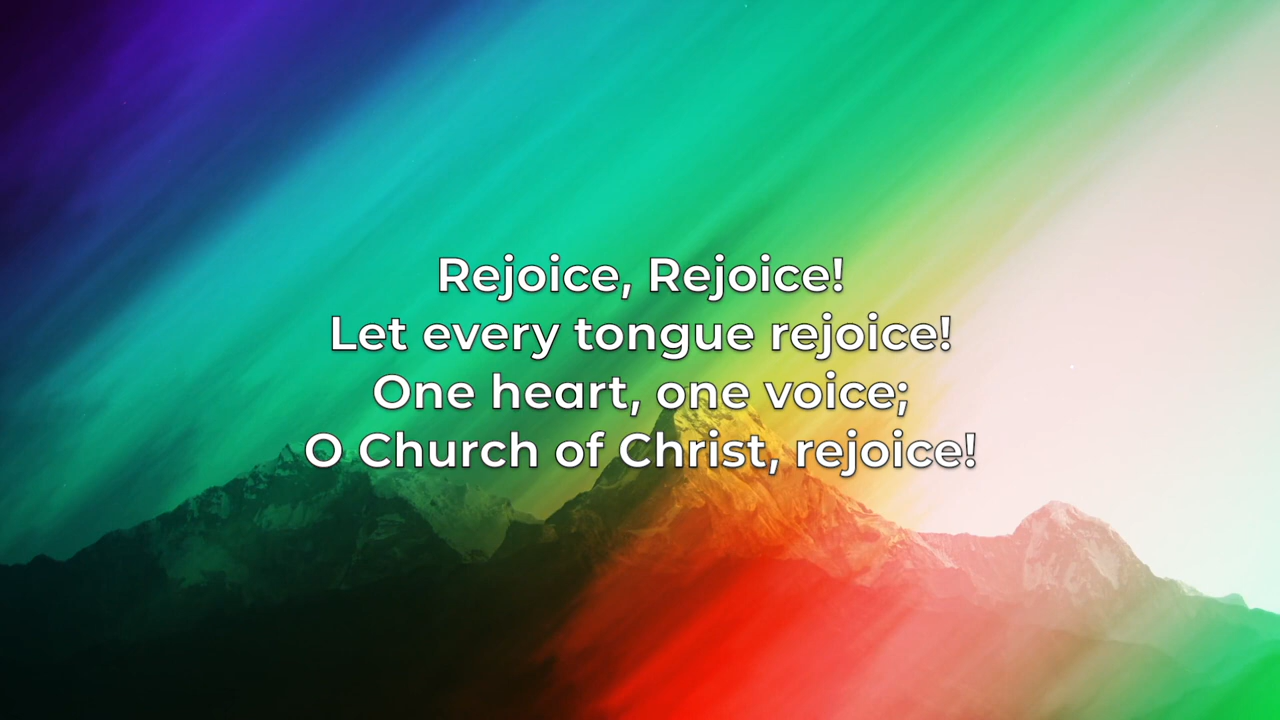 Rejoice, Rejoice!
Let every tongue rejoice!
One heart, one voice;
O Church of Christ, rejoice!